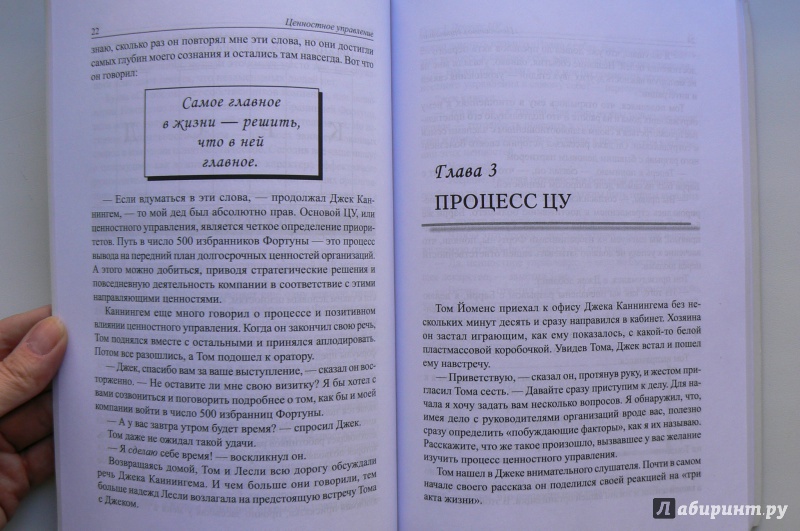 22
Ценностное управление
знаю, сколько раз он повторял мне эти слова, но они достигли
самых глубин моего сознания и остались там навсегда. Вот что
он говорил:
Самое главное
в жизни — решить,
что в ней
главное.
— Если вдуматься в эти слова, — продолжал Джек Кан-
нингем, — то мой дед был абсолютно прав. Основой ЦУ, или
ценностного управления, является четкое определение приори-
тетов. Путь в число 500 избранников Фортуны — это процесс
вывода на передний план долгосрочных ценностей организаций.
А этого можно добиться, приводя стратегические решения и
повседневную деятельность компании в соответствие с этими
направляющими ценностями.
Каннингем еще много говорил о процессе и позитивном
влиянии ценностного управления. Когда он закончил свою речь,
Том поднялся вместе с остальными и принялся аплодировать.
Потом все разошлись, а Том подошел к оратору.
— Джек, спасибо вам за ваше выступление, — сказал он вос-
торженно. — Не оставите ли мне свою визитку? Я бы хотел с
вами созвониться и поговорить подробнее о том, как бы и моей
компании войти в число 500 избранниц Фортуны.
— А у вас завтра утром будет время? — спросил Джек.
Том даже не ожидал такой удачи.
— Я сделаю себе время! — воскликнул он.
Возвращаясь домой, Том и Лесли всю дорогу обсуждали
речь Джека Каннингема. И чем больше они говорили, тем
больше надежд Лесли возлагала на предстоящую встречу Тома
с Джеком.
Глава 3
ПРОЦЕСС ЦУ
Том Йоменс приехал к офису Джека Каннингема без не-
скольких минут десять и сразу направился в кабинет. Хозяина
он застал играющим, как ему показалось, с какой-то белой
пластмассовой коробочкой. Увидев Тома, Джек встал и пошел
ему навстречу.
— Приветствую, — сказал он, протянув руку, и жестом при-
гласил Тома сесть. — Давайте сразу приступим к делу. Для на-
чала я хочу задать вам несколько вопросов. Я обнаружил, что,
имея дело с руководителями организаций вроде вас, полезно
сразу определить «побуждающие факторы», как я их называю.
Расскажите, что же такое произошло, вызвавшее у вас желание
изучить процесс ценностного управления.
Том нашел в Джеке внимательного слушателя. Почти в самом
начале своего рассказа он поделился своей реакцией на «три
акта жизни».
Лабиринт.ру